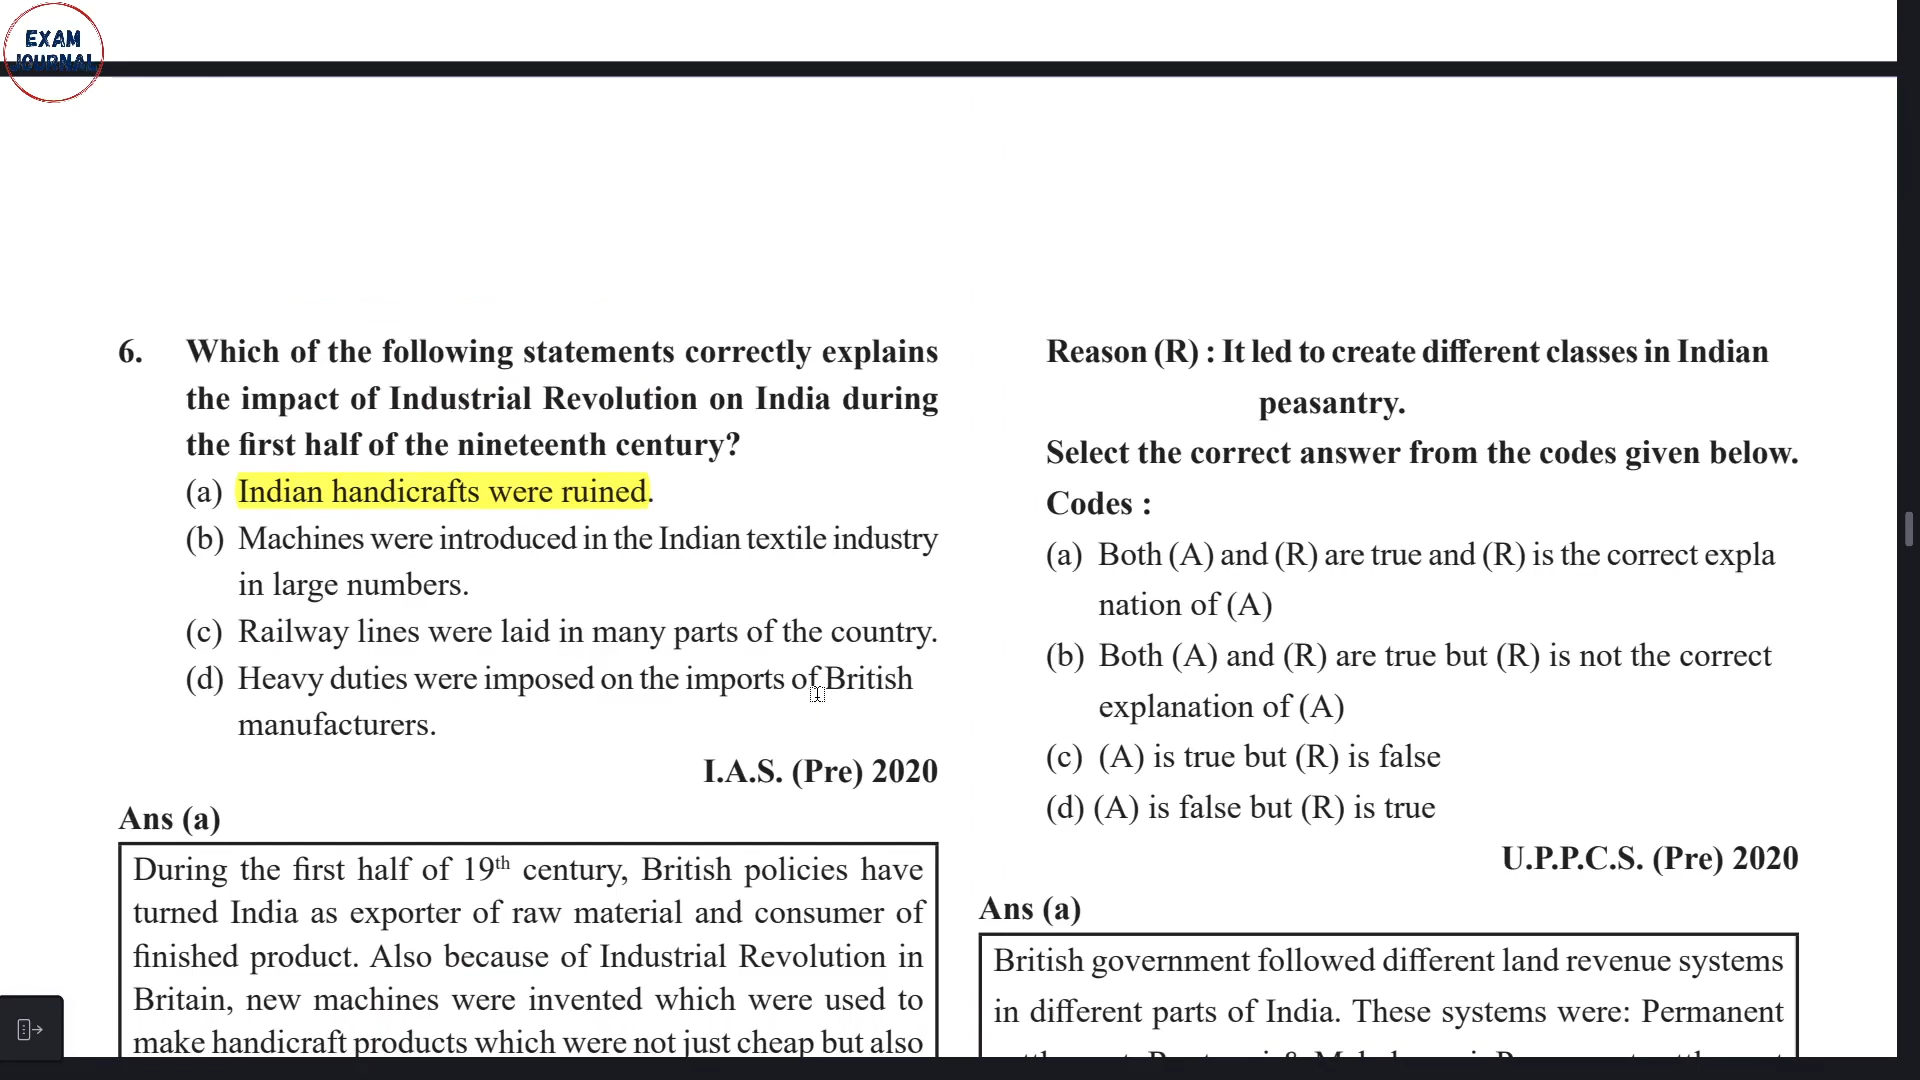 EXAM
JOURNAL
6. Which of the following statements correctly explains
the impact of Industrial Revolution on India during
the first half of the nineteenth century?
(a) Indian handicrafts were ruined.
(b) Machines were introduced in the Indian textile industry
in large numbers.
(c) Railway lines were laid in many parts of the country.
(d) Heavy duties were imposed on the imports of British
manufacturers.
I.A.S. (Pre) 2020
Ans (a)
During the first half of 19th century, British policies have
turned India as exporter of raw material and consumer of
finished product. Also because of Industrial Revolution in
Britain, new machines were invented which were used to
make handicraft products which were not just cheap but also
Reason (R) : It led to create different classes in Indian
peasantry.
Select the correct answer from the codes given below.
Codes :
(a) Both (A) and (R) are true and (R) is the correct expla
nation of (A)
(b) Both (A) and (R) are true but (R) is not the correct
explanation of (A)
(c) (A) is true but (R) is false
(d) (A) is false but (R) is true
U.P.P.C.S. (Pre) 2020
Ans (a)
British government followed different land revenue systems
in different parts of India. These systems were: Permanent